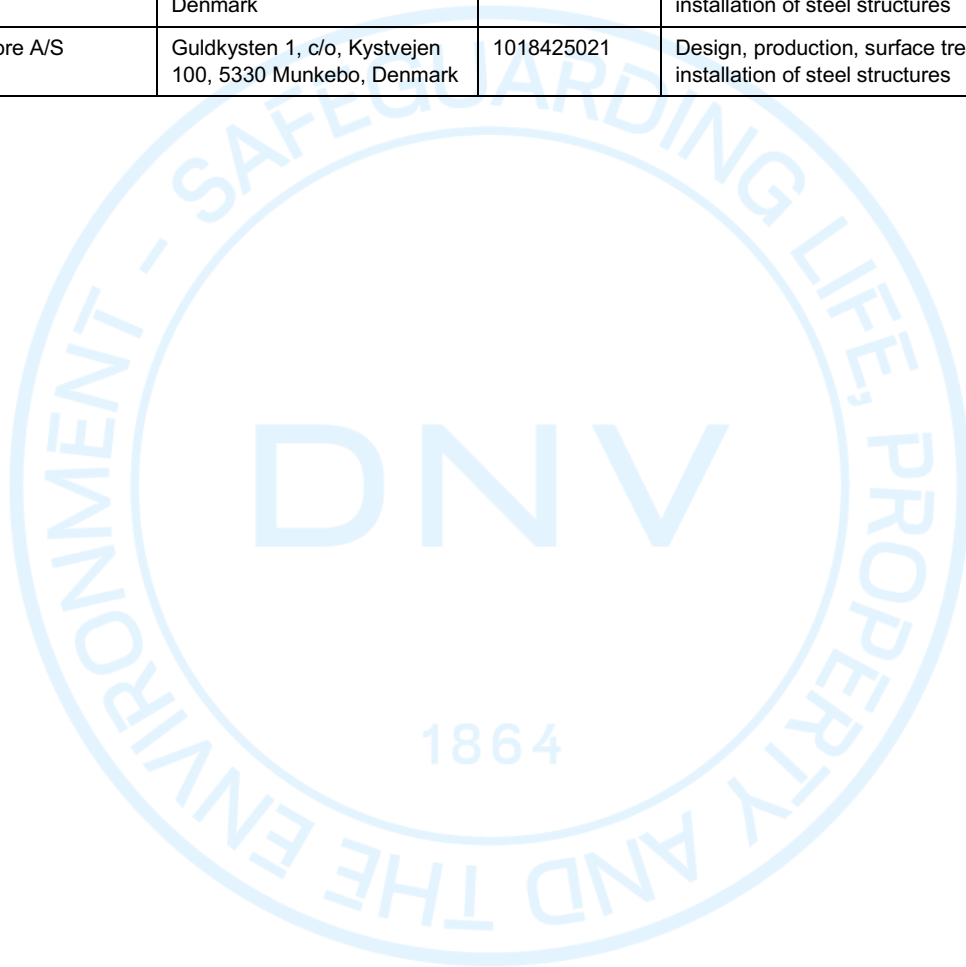 Denmark
installation of steel structures
ore A/S
Guldkysten 1, c/o, Kystvejen
1018425021
Design, production, surface tre
100, 5330 Munkebo, Denmark
installation of steel structures
SAFEGUARDING LIFE, PROPERTY AND THE ENVIRONMENT -
DNV
1864